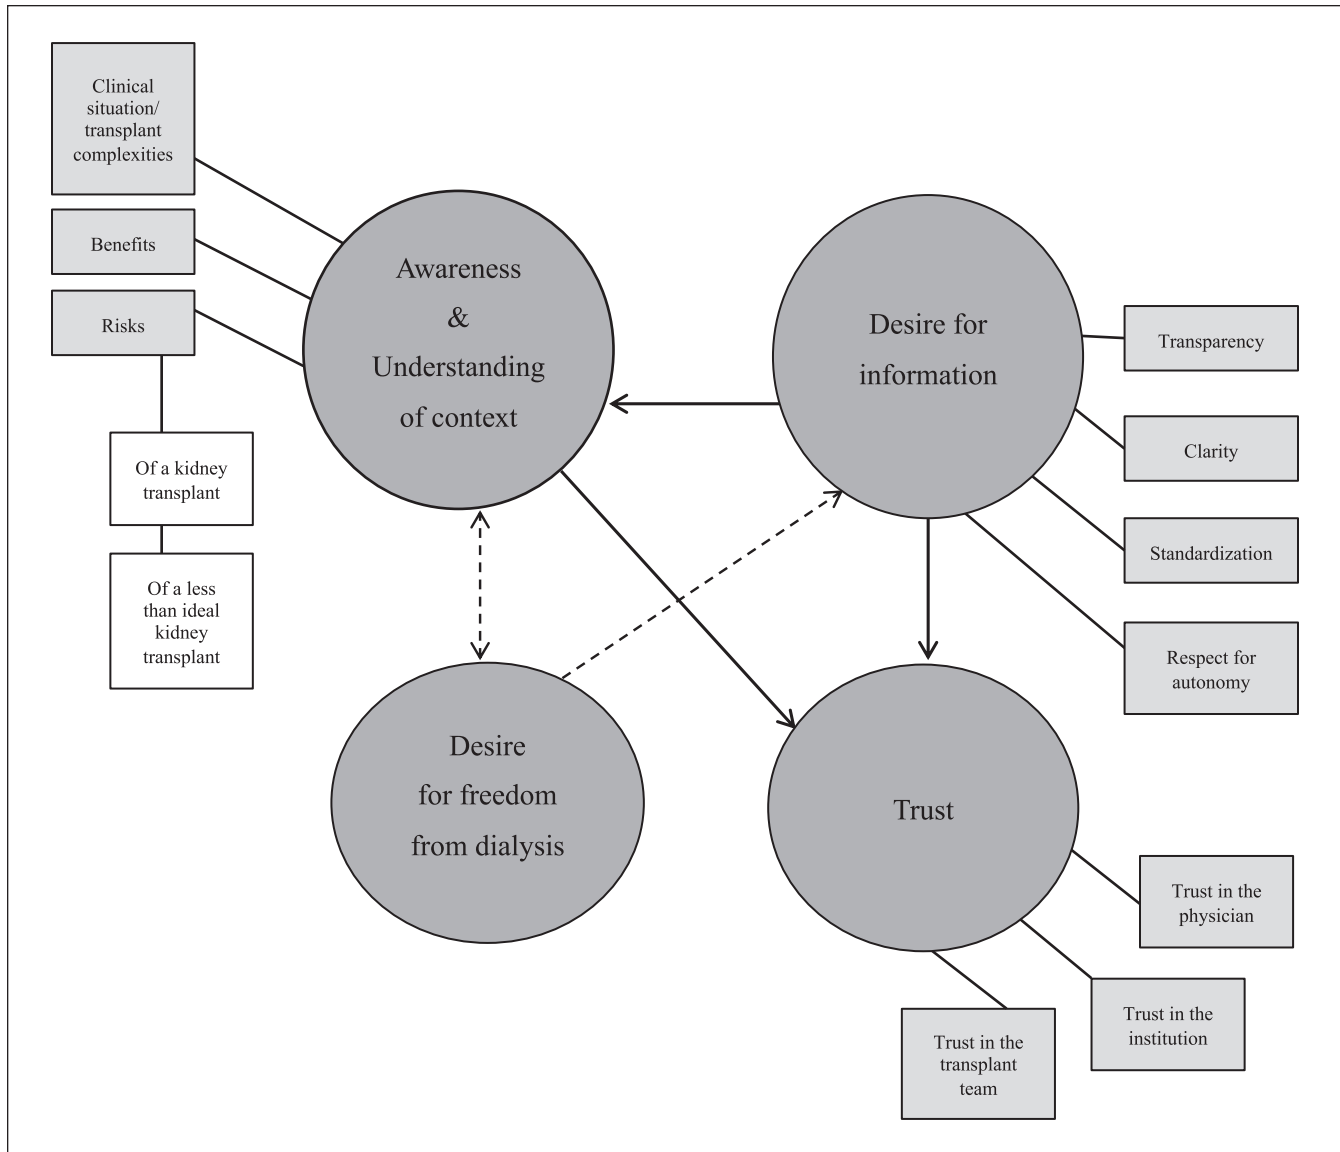 Clinical
situation/
transplant
complexities
Benefits
Risks
Of a kidney
transplant
Of a less
than ideal
kidney
transplant
Awareness
&
Understanding
of context
Desire for
information
Transparency
Clarity
Standardization
Respect for
autonomy
Desire
for freedom
from dialysis
Trust
Trust in the
physician
Trust in the
institution
Trust in the
transplant
team